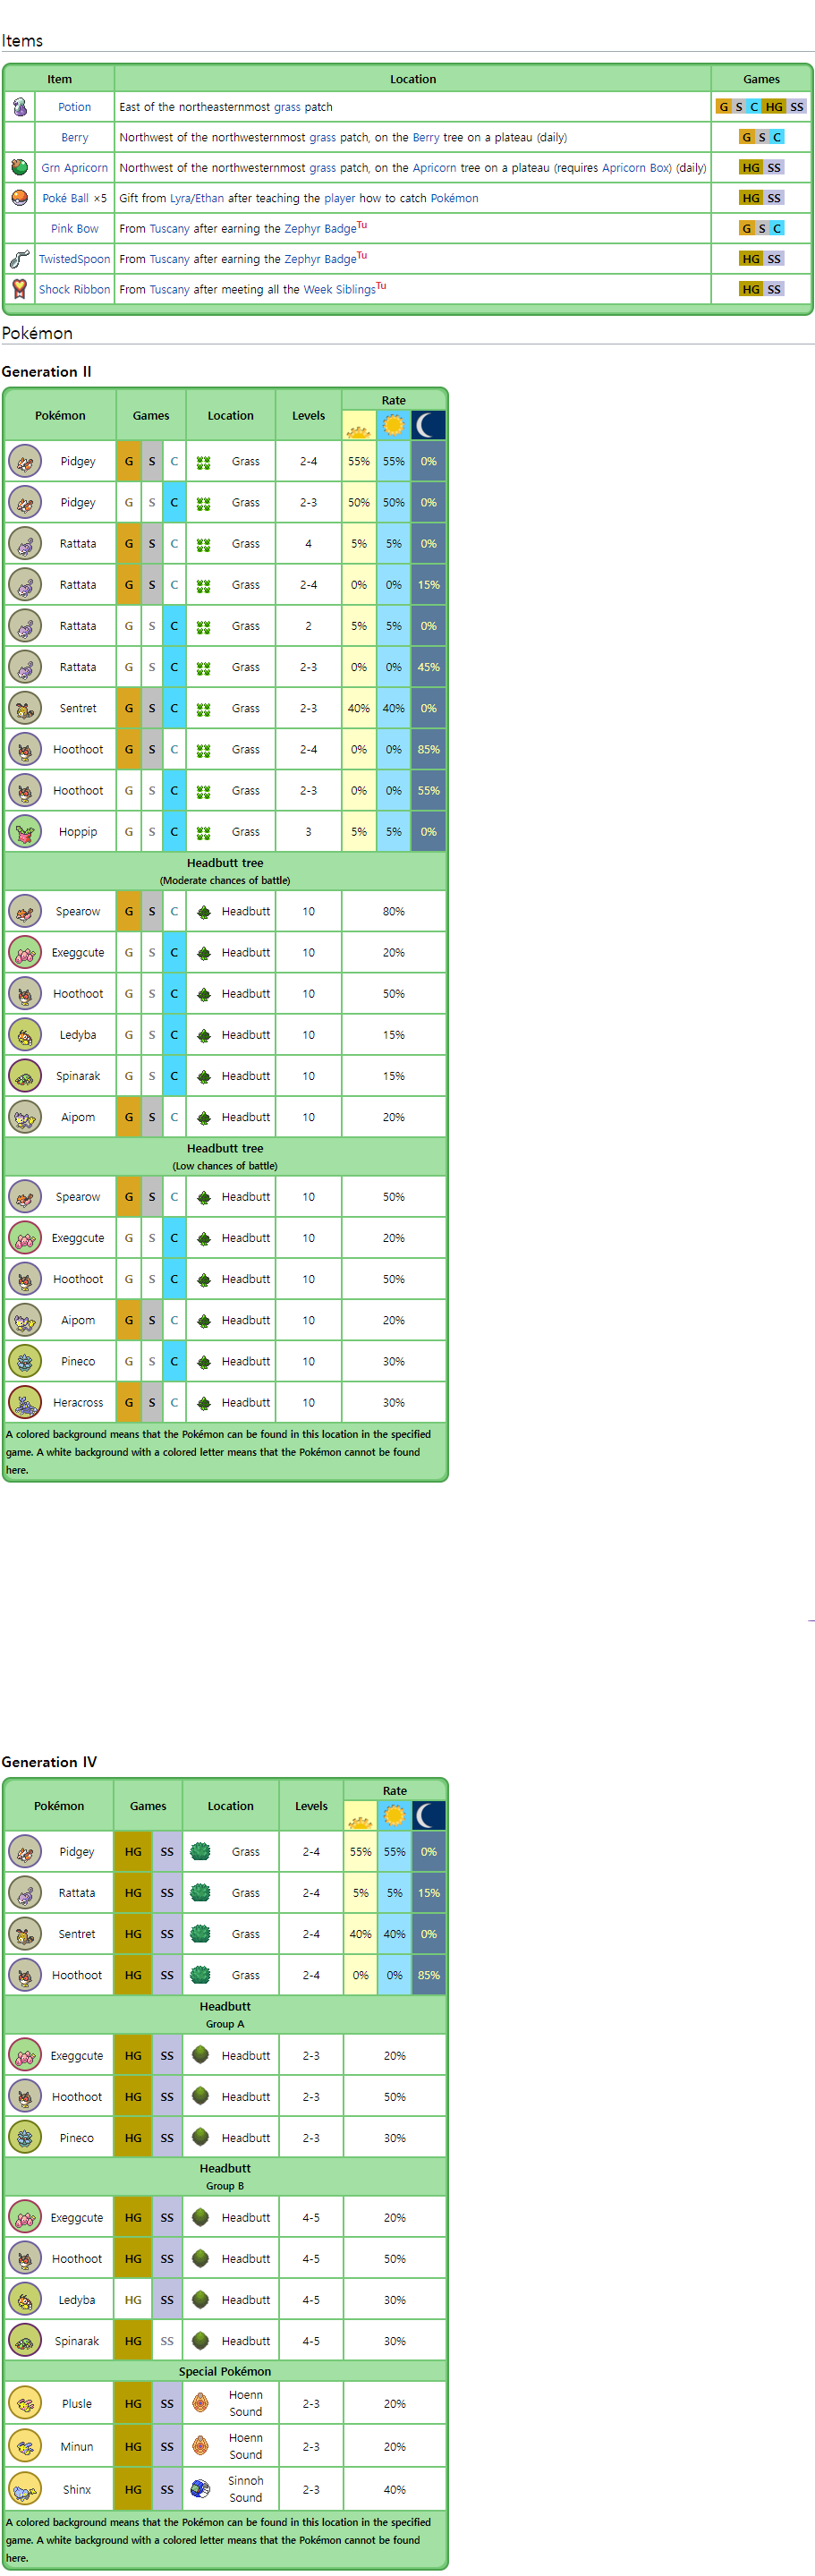 Items
Item Location Games
Potion East of the northeasternmost grass patch G S C HG SS
Berry Northwest of the northwesternmost grass patch, on the Berry tree on a plateau (daily) G S C
Grn Apricorn Northwest of the northwesternmost grass patch, on the Apricorn tree on a plateau (requires Apricorn Box) (daily) HG SS
Poké Ball ×5 Gift from Lyra/Ethan after teaching the player how to catch Pokémon HG SS
Pink Bow From Tuscany after earning the Zephyr Badge Tu G S C
TwistedSpoon From Tuscany after earning the Zephyr Badge Tu HG SS
Shock Ribbon From Tuscany after meeting all the Week Siblings Tu HG SS
Pokémon
Generation II
Pokémon Games Location Levels Rate
Pidgey G S C Grass 2-4 55% 55% 0%
Pidgey G S C Grass 2-3 50% 50% 0%
Rattata G S C Grass 4 5% 5% 0%
Rattata G S C Grass 2-4 0% 0% 15%
Rattata G S C Grass 2 5% 5% 0%
Rattata G S C Grass 2-3 0% 0% 45%
Sentret G S C Grass 2-3 40% 40% 0%
Hoothoot G S C Grass 2-4 0% 0% 85%
Hoothoot G S C Grass 2-3 0% 0% 55%
Hoppip G S C Grass 3 5% 5% 0%
Headbutt tree
(Moderate chances of battle)
Spearow G S C Headbutt 10 80%
Exeggcute G S C Headbutt 10 20%
Hoothoot G S C Headbutt 10 50%
Ledyba G S C Headbutt 10 15%
Spinarak G S C Headbutt 10 15%
Aipom G S C Headbutt 10 20%
Headbutt tree
(Low chances of battle)
Spearow G S C Headbutt 10 50%
Exeggcute G S C Headbutt 10 20%
Hoothoot G S C Headbutt 10 50%
Aipom G S C Headbutt 10 20%
Pineco G S C Headbutt 10 30%
Heracross G S C Headbutt 10 30%
A colored background means that the Pokémon can be found in this location in the specified
game. A white background with a colored letter means that the Pokémon cannot be found
here.
Generation IV
Pokémon Games Location Levels Rate
Pidgey HG SS Grass 2-4 55% 55% 0%
Rattata HG SS Grass 2-4 5% 5% 15%
Sentret HG SS Grass 2-4 40% 40% 0%
Hoothoot HG SS Grass 2-4 0% 0% 85%
Headbutt
Group A
Exeggcute HG SS Headbutt 2-3 20%
Hoothoot HG SS Headbutt 2-3 50%
Pineco HG SS Headbutt 2-3 30%
Headbutt
Group B
Exeggcute HG SS Headbutt 4-5 20%
Hoothoot HG SS Headbutt 4-5 50%
Ledyba HG SS Headbutt 4-5 30%
Spinarak HG SS Headbutt 4-5 30%
Special Pokémon
Plusle HG SS Hoenn Sound 2-3 20%
Minun HG SS Hoenn Sound 2-3 20%
Shinx HG SS Sinnoh Sound 2-3 40%
A colored background means that the Pokémon can be found in this location in the specified
game. A white background with a colored letter means that the Pokémon cannot be found
here.